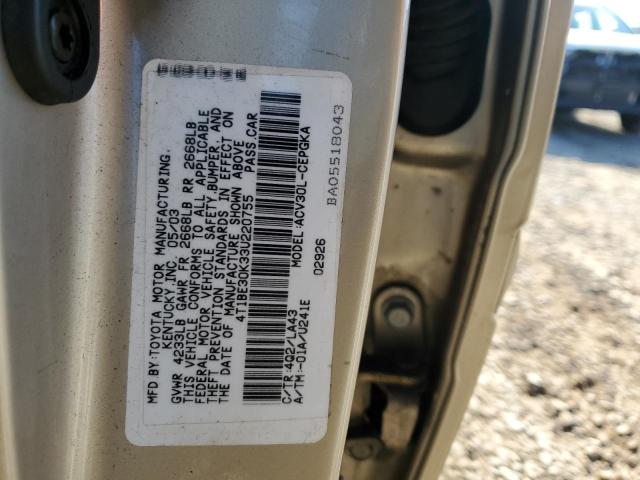 MFD BY: TOYOTA MOTOR MANUFACTURING
KENTUCKY, INC. 05/03
GVWR 4233LB GAWR FR 2668LB RR 2668LB
THIS VEHICLE CONFORMS TO ALL APPLICABLE
FEDERAL MOTOR VEHICLE SAFETY, BUMPER, AND
THEFT PREVENTION STANDARDS IN EFFECT ON
THE DATE OF MANUFACTURE SHOWN ABOVE.
4T1BE30K33U220755 PASS.CAR
MODEL: ACV30L-CEPGKA
02926
C/TR: 4Q2/LA43
A/TM: -01A/U241E
BA05518043